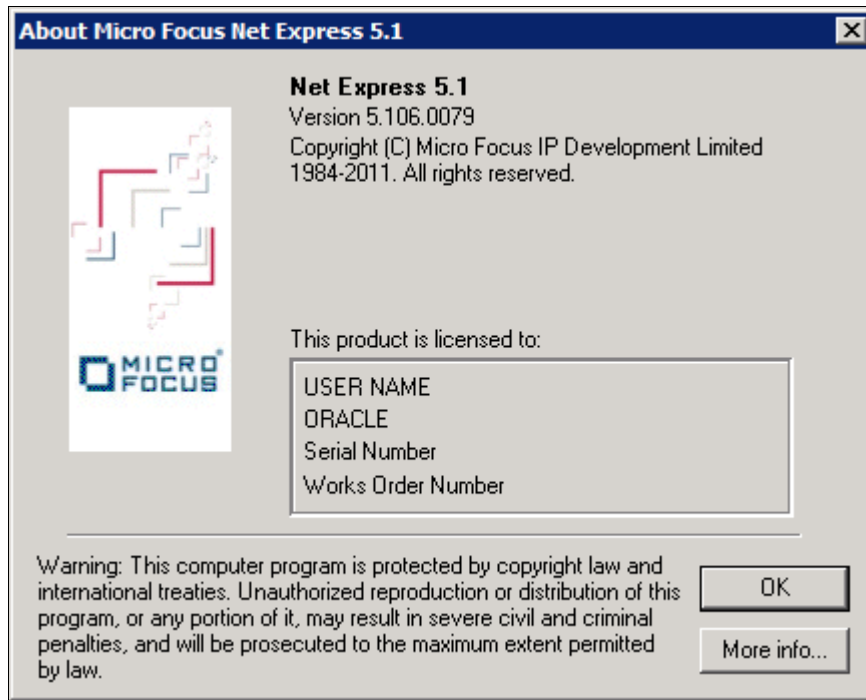 About Micro Focus Net Express 5.1
Net Express 5.1
Version 5.106.0079
Copyright (C) Micro Focus IP Development Limited
1984-2011. All rights reserved.
MICRO
FOCUS
This product is licensed to:
USER NAME
ORACLE
Serial Number
Works Order Number
Warning: This computer program is protected by copyright law and
international treaties. Unauthorized reproduction or distribution of this
program, or any portion of it, may result in severe civil and criminal
penalties, and will be prosecuted to the maximum extent permitted
by law.
OK
More info...